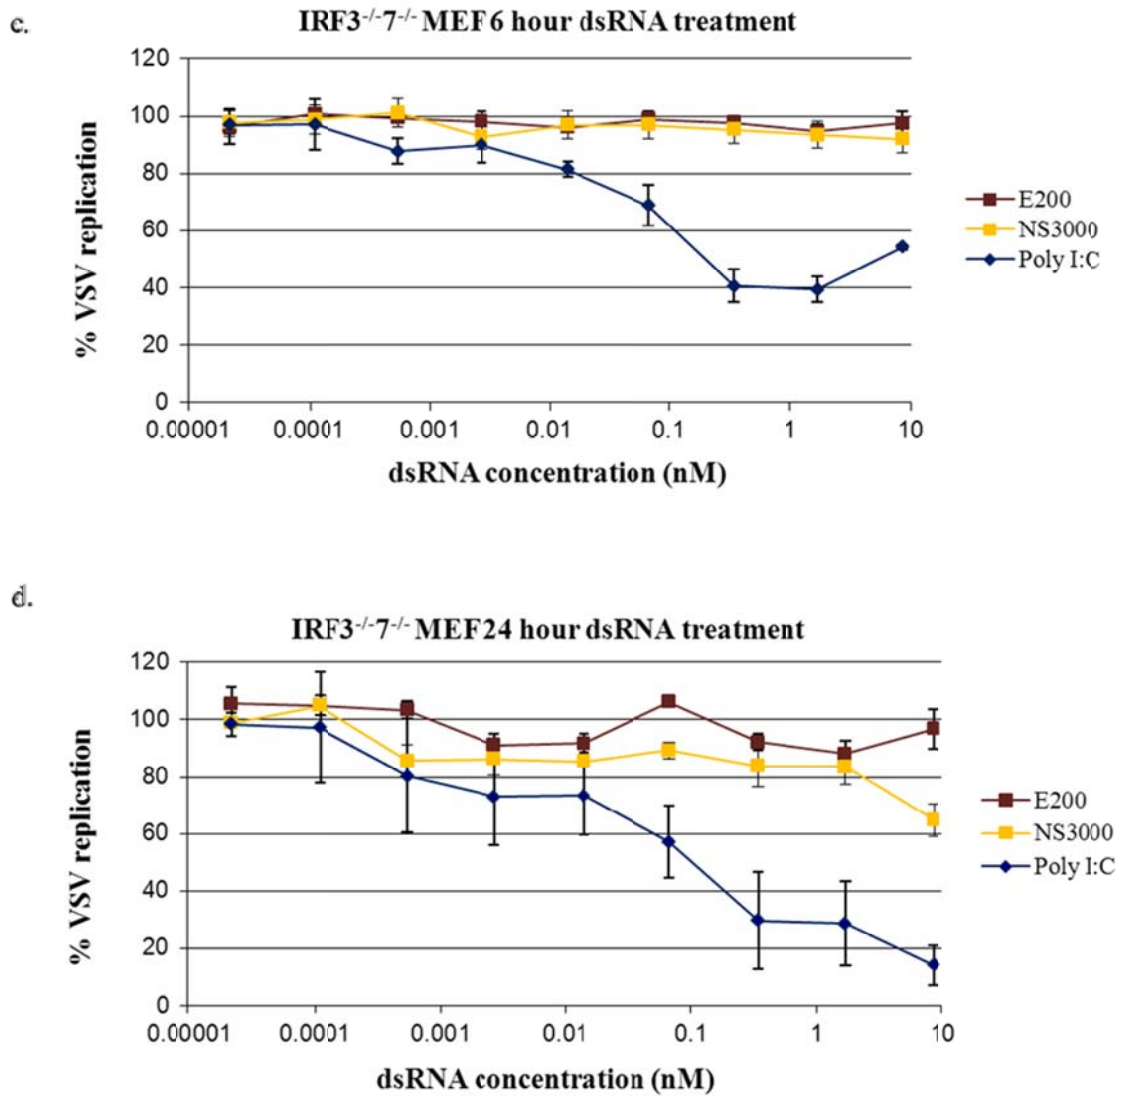 c.
IRF3-/-7-/- MEF 6 hour dsRNA treatment
120
100
80
60
40
20
0
% VSV replication
0.00001 0.0001 0.001 0.01 0.1 1 10
dsRNA concentration (nM)
E200
NS3000
Poly I:C
d.
IRF3-/-7-/- MEF 24 hour dsRNA treatment
120
100
80
60
40
20
0
% VSV replication
0.00001 0.0001 0.001 0.01 0.1 1 10
dsRNA concentration (nM)
E200
NS3000
Poly I:C